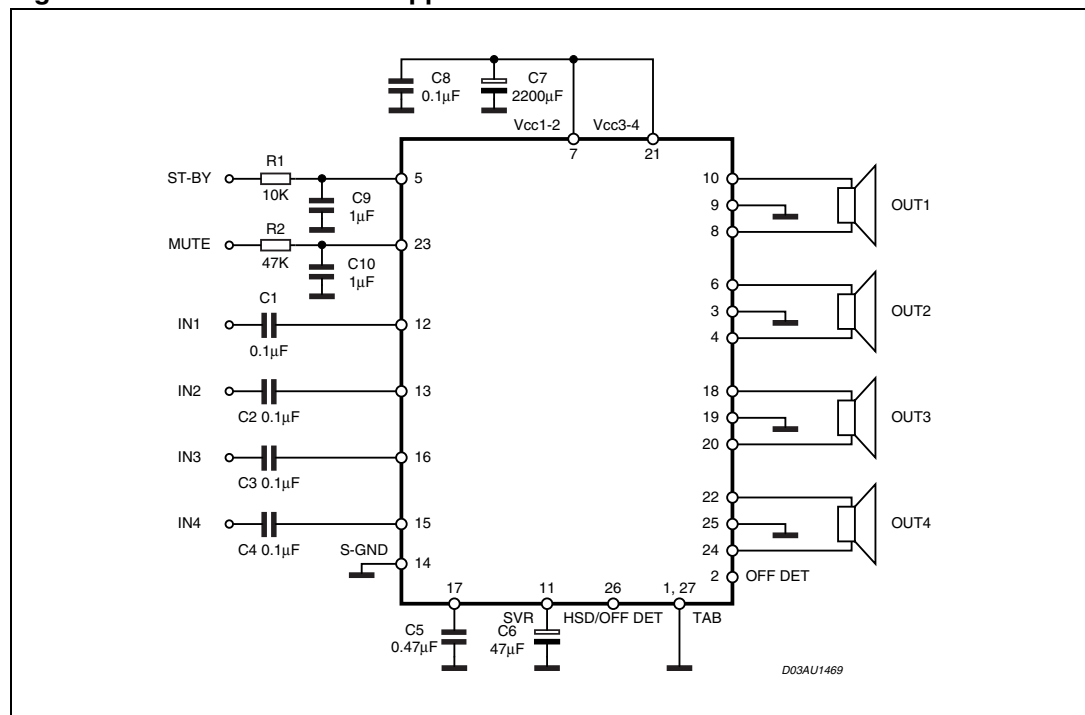 C8
0.1µF
C7
2200µF
Vcc1-2
Vcc3-4
7
21
ST-BY
R1
10K
5
C9
1µF
MUTE
R2
47K
23
C10
1µF
IN1
C1
0.1µF
12
IN2
C2 0.1µF
13
IN3
C3 0.1µF
16
IN4
C4 0.1µF
15
S-GND
14
10
9
8
OUT1
6
3
4
OUT2
18
19
20
OUT3
22
25
24
OUT4
2
OFF DET
17
11
26
1, 27
SVR
HSD/OFF DET
TAB
C5
0.47µF
C6
47µF
D03AU1469